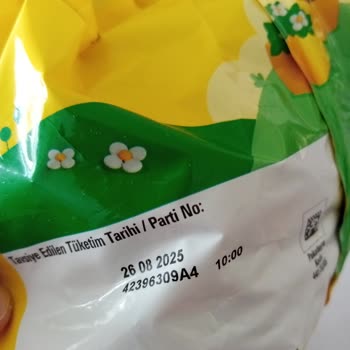 Tavsiye Edilen Tüketim Tarihi / Parti No:
26 08 2025 10:00
42396309A4